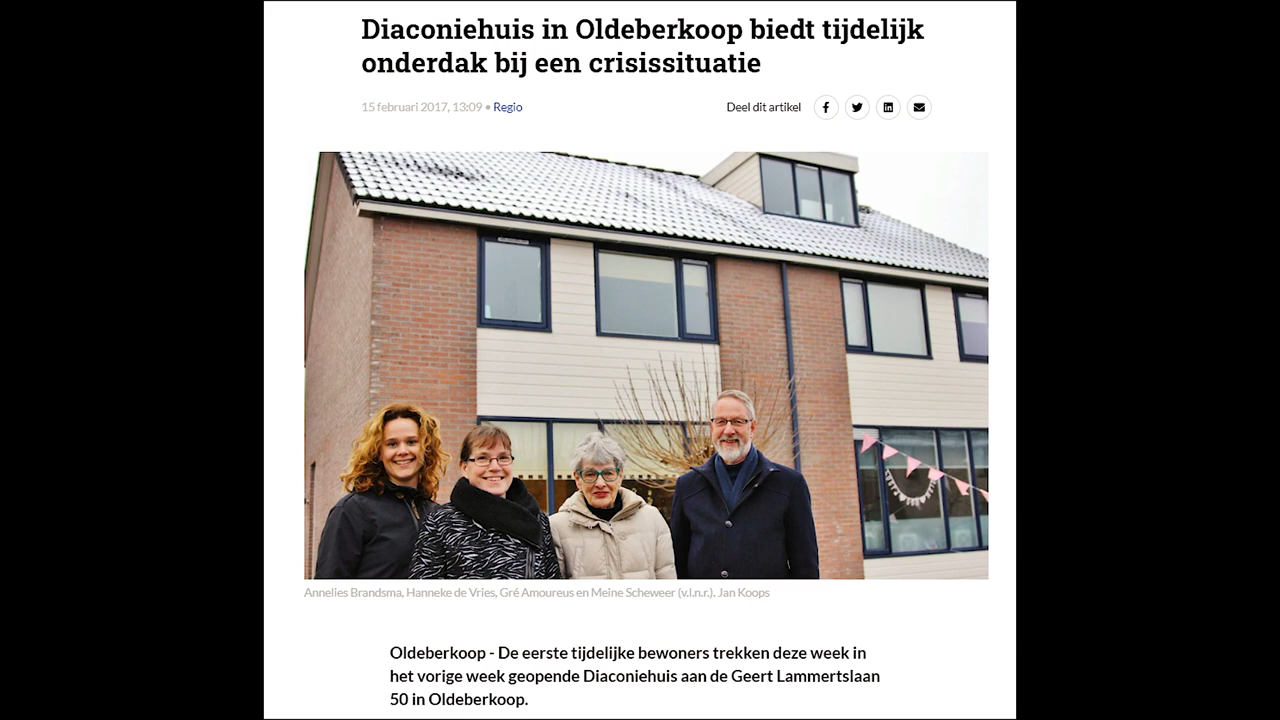 Diaconiehuis in Oldeberkoop biedt tijdelijk
onderdak bij een crisissituatie
15 februari 2017, 13:09 • Regio
Deel dit artikel
Annelies Brandsma, Hanneke de Vries, Gré Amoureus en Meine Scheweer (v.l.n.r.). Jan Koops
Oldeberkoop - De eerste tijdelijke bewoners trekken deze week in
het vorige week geopende Diaconiehuis aan de Geert Lammertslaan
50 in Oldeberkoop.